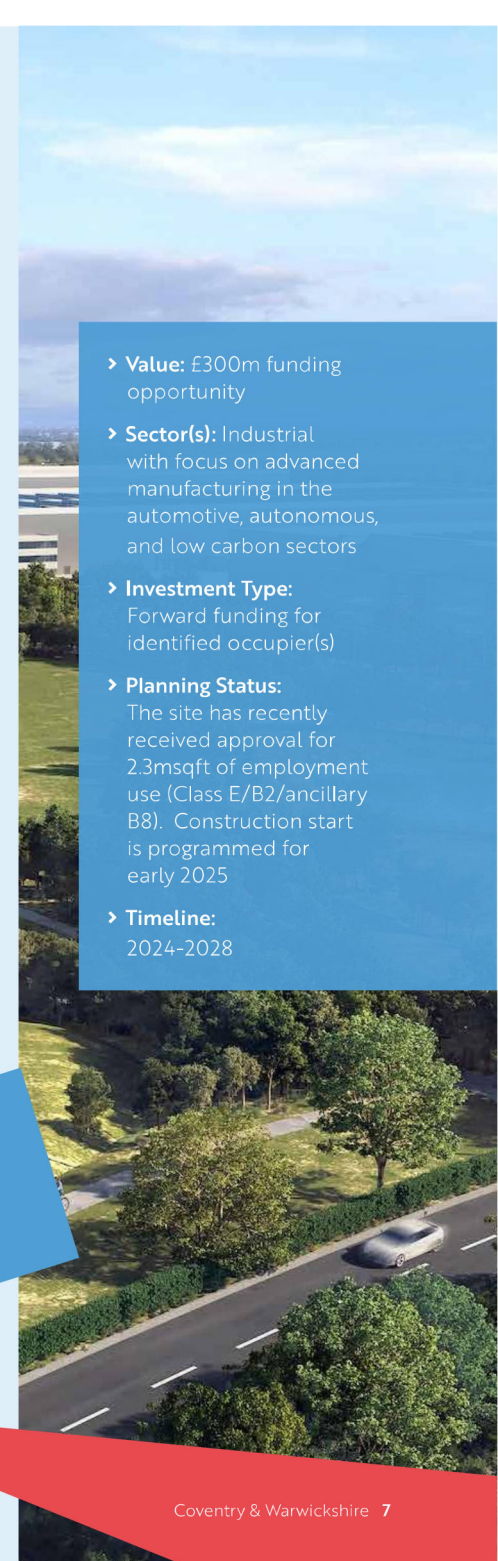 > Value: £300m funding
opportunity
> Sector(s): Industrial
with focus on advanced
manufacturing in the
automotive, autonomous,
and low carbon sectors
> Investment Type:
Forward funding for
identified occupier(s)
> Planning Status:
The site has recently
received approval for
2.3msqft of employment
use (Class E/B2/ancillary
B8). Construction start
is programmed for
early 2025
> Timeline:
2024-2028
Coventry & Warwickshire 7